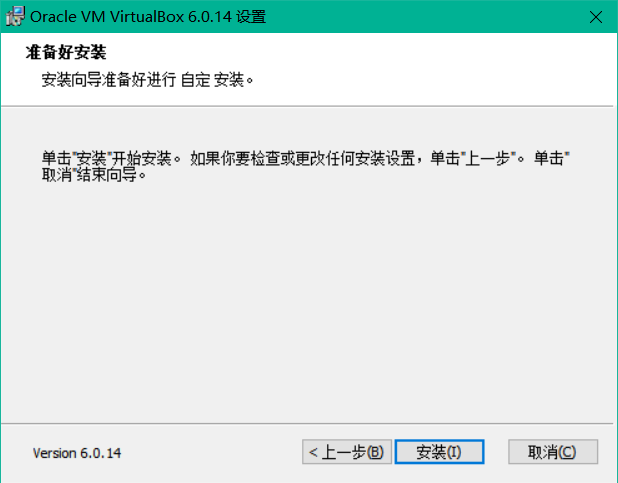 Oracle VM VirtualBox 6.0.14 设置
准备好安装
安装向导准备好进行 自定 安装。
单击"安装"开始安装。 如果你要检查或更改任何安装设置，单击"上一步"。 单击"
取消"结束向导。
Version 6.0.14
< 上一步(B)
安装(I)
取消(C)